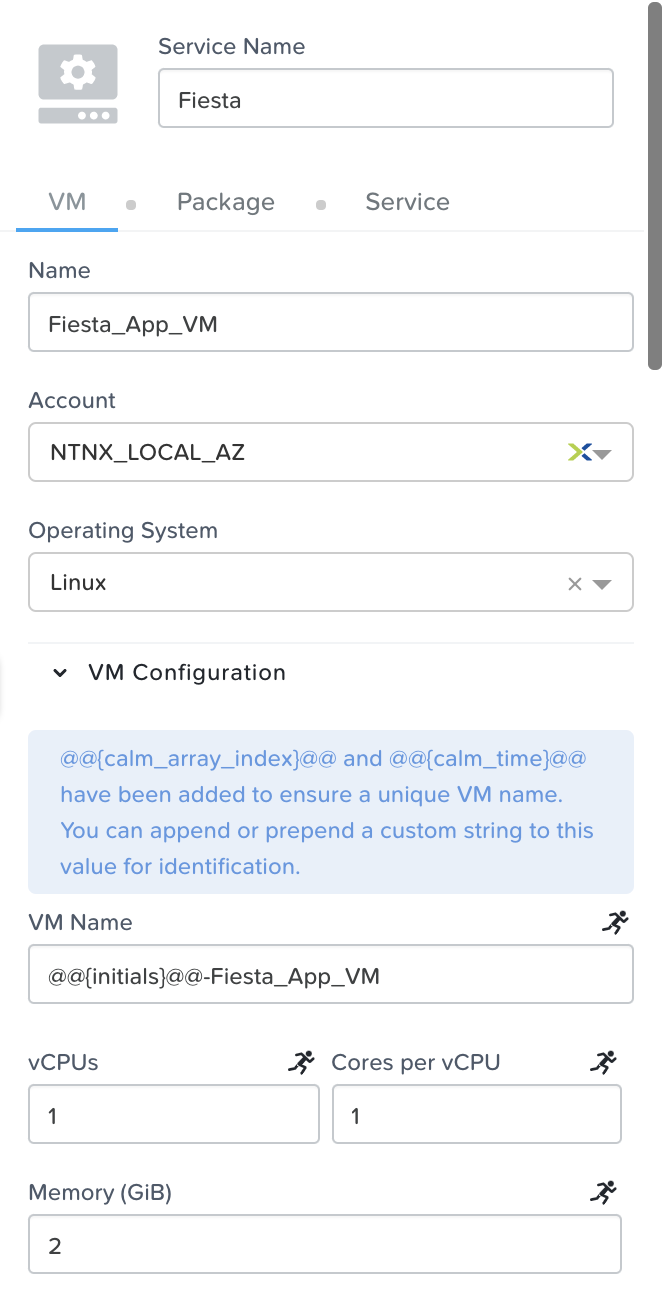 Service Name
Fiesta
VM
Package
Service
Name
Fiesta_App_VM
Account
NTNX_LOCAL_AZ
Operating System
Linux
VM Configuration
@@{calm_array_index}@@ and @@{calm_time}@@
have been added to ensure a unique VM name.
You can append or prepend a custom string to this
value for identification.
VM Name
@@{initials}@@-Fiesta_App_VM
vCPUs
Cores per vCPU
1
1
Memory (GiB)
2